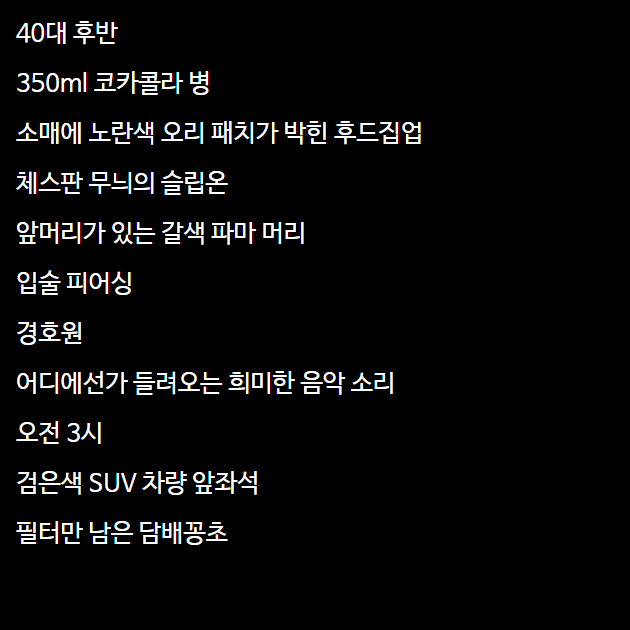 40대 후반
350ml 코카콜라 병
소매에 노란색 오리 패치가 박힌 후드집업
체스판 무늬의 슬립온
앞머리가 있는 갈색 파마 머리
입술 피어싱
경호원
어디에선가 들려오는 희미한 음악 소리
오전 3시
검은색 SUV 차량 앞좌석
필터만 남은 담배꽁초